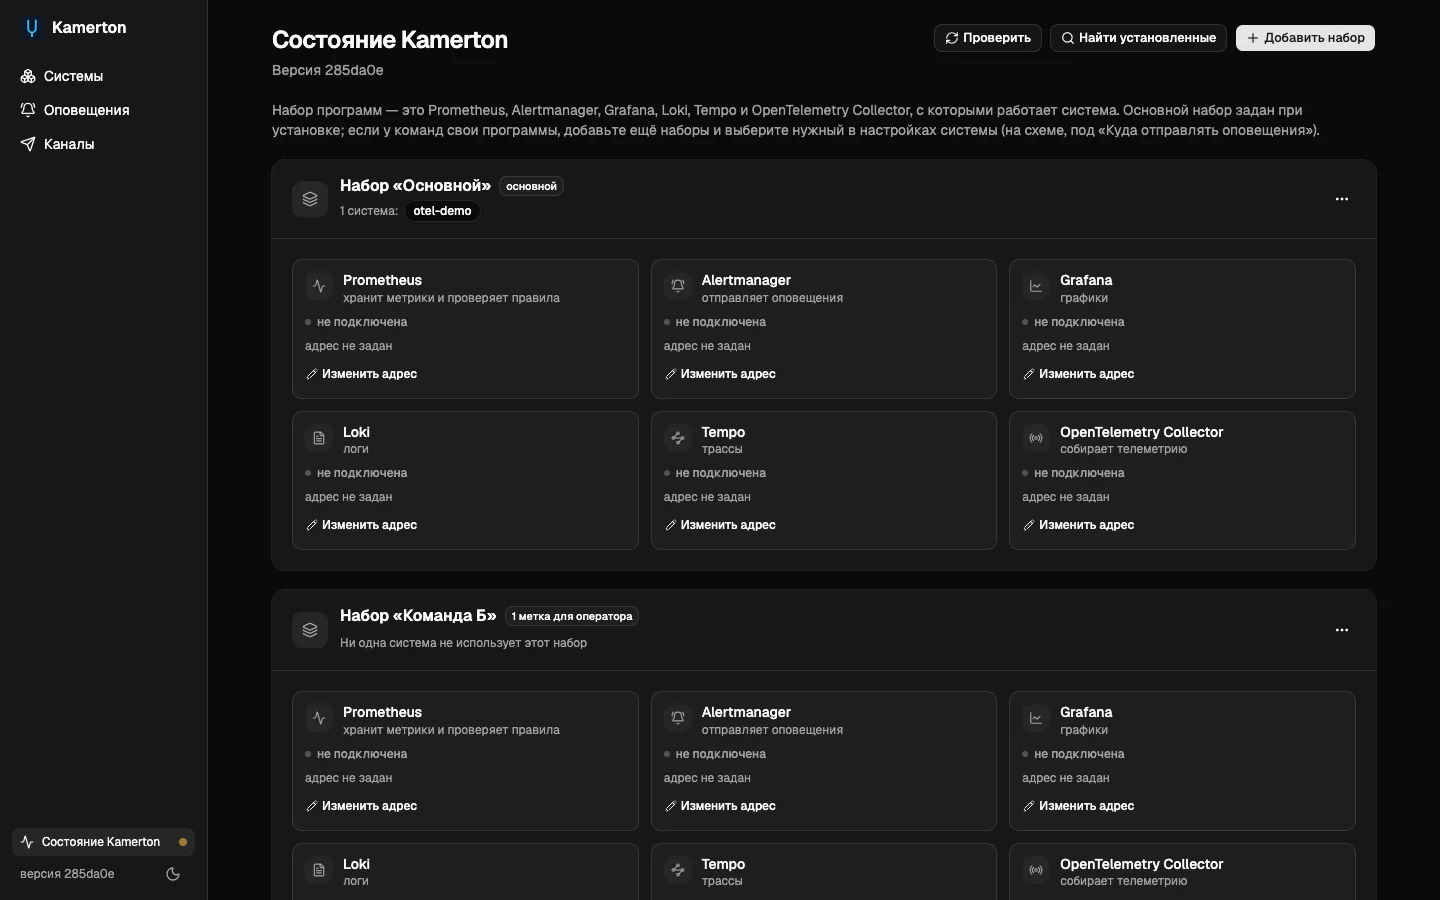 Kamerton
Системы
Оповещения
Каналы
Состояние Kamerton
Версия 285da0e
Проверить
Найти установленные
Добавить набор
Набор программ — это Prometheus, Alertmanager, Grafana, Loki, Tempo и OpenTelemetry Collector, с которыми работает система. Основной набор задан при
установке; если у команд свои программы, добавьте ещё наборы и выберите нужный в настройках системы (на схеме, под «Куда отправлять оповещения»).
Набор «Основной» основной
1 система: otel-demo
Prometheus
хранит метрики и проверяет правила
не подключена
адрес не задан
Изменить адрес
Alertmanager
отправляет оповещения
не подключена
адрес не задан
Изменить адрес
Grafana
графики
не подключена
адрес не задан
Изменить адрес
Loki
логи
не подключена
адрес не задан
Изменить адрес
Tempo
трассы
не подключена
адрес не задан
Изменить адрес
OpenTelemetry Collector
собирает телеметрию
не подключена
адрес не задан
Изменить адрес
Набор «Команда Б» 1 метка для оператора
Ни одна система не использует этот набор
Prometheus
хранит метрики и проверяет правила
не подключена
адрес не задан
Изменить адрес
Alertmanager
отправляет оповещения
не подключена
адрес не задан
Изменить адрес
Grafana
графики
не подключена
адрес не задан
Изменить адрес
Loki
логи
Tempo
трассы
OpenTelemetry Collector
собирает телеметрию
Состояние Kamerton
версия 285da0e